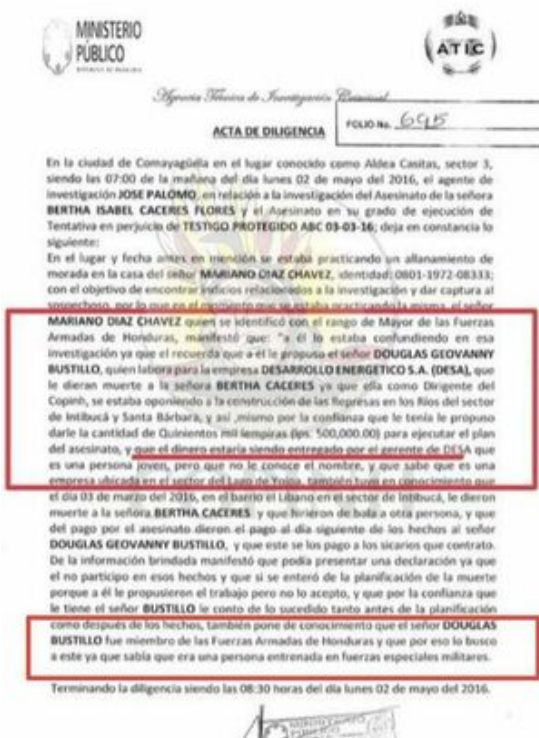 MINISTERIO
PÚBLICO
ATIC
Agencia Técnica de Investigación Criminal
FOLIO No. 695
ACTA DE DILIGENCIA
En la ciudad de Comayagüela en el lugar conocido como Aldea Casitas, sector 3,
siendo las 07:00 de la mañana del día lunes 02 de mayo del 2016, el agente de
investigación JOSE PALOMO, en relación a la investigación del Asesinato de la señora
BERTHA ISABEL CACERES FLORES y el Asesinato en su grado de ejecución de
Tentativa en perjuicio de TESTIGO PROTEGIDO ABC 03-03-16; deja en constancia lo
siguiente:
En el lugar y fecha antes en mención se estaba practicando un allanamiento de
morada en la casa del señor MARIANO DIAZ CHAVEZ, identidad: 0801-1972-08333;
con el objetivo de encontrar indicios relacionados a la investigación y dar captura al
sospechoso, por lo que en el momento que se estaba practicando la misma, el señor
MARIANO DIAZ CHAVEZ quien se identificó con el rango de Mayor de las Fuerzas
Armadas de Honduras, manifestó que: "a él lo estaba confundiendo en esa
investigación ya que el recuerda que a él le propuso el señor DOUGLAS GEOVANNY
BUSTILLO, quien labora para la empresa DESARROLLO ENERGETICO S.A. (DESA), que
le dieran muerte a la señora BERTHA CACERES ya que ella como Dirigente del
Copinh, se estaba oponiendo a la construcción de las Represas en los Ríos del sector
de Intibucá y Santa Bárbara, y así ,mismo por la confianza que le tenía le propuso
darle la cantidad de Quinientos mil lempiras (lps. 500,000.00) para ejecutar el plan
del asesinato, y que el dinero estaría siendo entregado por el gerente de DESA que
es una persona joven, pero que no le conoce el nombre, y que sabe que es una
empresa ubicada en el sector del Lago de Yojoa, también tuvo en conocimiento que
el día 03 de marzo del 2016, en el barrio el Líbano en el sector de Intibucá, le dieron
muerte a la señora BERTHA CACERES y que hirieron de bala a otra persona, y que
del pago por el asesinato dieron el pago al día siguiente de los hechos al señor
DOUGLAS GEOVANNY BUSTILLO, y que este se los pago a los sicarios que contrato.
De la información brindada manifestó que podía presentar una declaración ya que
el no participo en esos hechos y que si se enteró de la planificación de la muerte
porque a él le propusieron el trabajo pero no lo acepto, y que por la confianza que
le tiene el señor BUSTILLO le conto de lo sucedido tanto antes de la planificación
como después de los hechos, también pone de conocimiento que el señor DOUGLAS
BUSTILLO fue miembro de las Fuerzas Armadas de Honduras y que por eso lo busco
a este ya que sabía que era una persona entrenada en fuerzas especiales militares.
Terminando la diligencia siendo las 08:30 horas del día lunes 02 de mayo del 2016.